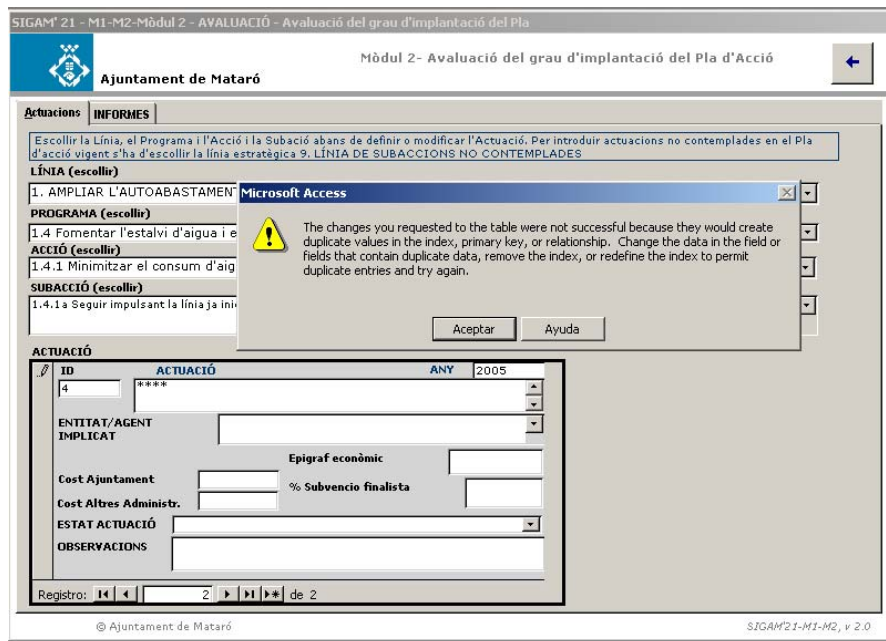 SIGAM' 21 - M1-M2-Mòdul 2 - AVALUACIÓ - Avaluació del grau d'implantació del Pla
Mòdul 2- Avaluació del grau d'implantació del Pla d'Acció
Ajuntament de Mataró
Actuacions INFORMES
Escollir la Línia, el Programa i l'Acció i la Subació abans de definir o modificar l'Actuació. Per introduir actuacions no contemplades en el Pla
d'acció vigent s'ha d'escollir la línia estratègica 9. LÍNIA DE SUBACCIONS NO CONTEMPLADES
LÍNIA (escollir)
1. AMPLIAR L'AUTOABASTAMEN
PROGRAMA (escollir)
1.4 Fomentar l'estalvi d'aigua i e
ACCIÓ (escollir)
1.4.1 Minimitzar el consum d'aig
SUBACCIÓ (escollir)
1.4.1a Seguir impulsant la línia ja ini
Microsoft Access
The changes you requested to the table were not successful because they would create
duplicate values in the index, primary key, or relationship. Change the data in the field or
fields that contain duplicate data, remove the index, or redefine the index to permit
duplicate entries and try again.
Aceptar Ayuda
ACTUACIÓ
ID ACTUACIÓ ANY 2005
4 ****
ENTITAT/AGENT
IMPLICAT
Epigraf econòmic
Cost Ajuntament
% Subvencio finalista
Cost Altres Administr.
ESTAT ACTUACIÓ
OBSERVACIONS
Registro: 2 de 2
© Ajuntament de Mataró
SIGAM'21-M1-M2, v 2.0